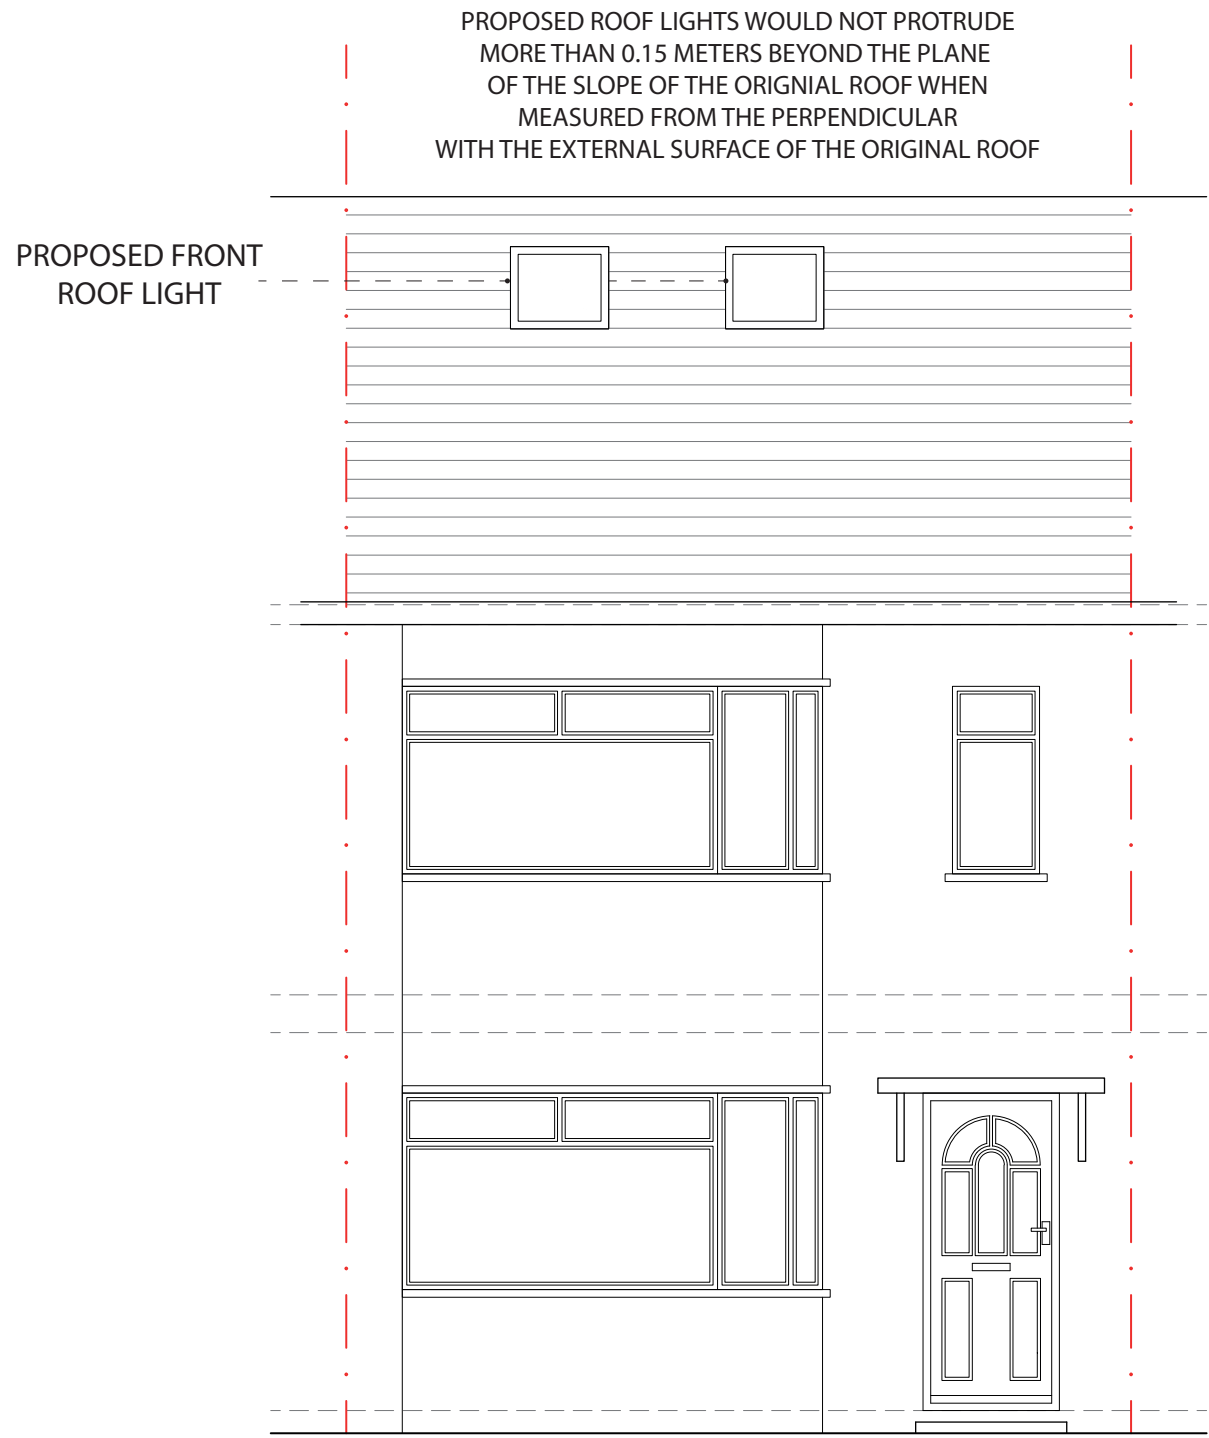 PROPOSED ROOF LIGHTS WOULD NOT PROTRUDE
MORE THAN 0.15 METERS BEYOND THE PLANE
OF THE SLOPE OF THE ORIGNIAL ROOF WHEN
MEASURED FROM THE PERPENDICULAR
WITH THE EXTERNAL SURFACE OF THE ORIGINAL ROOF
PROPOSED FRONT
ROOF LIGHT